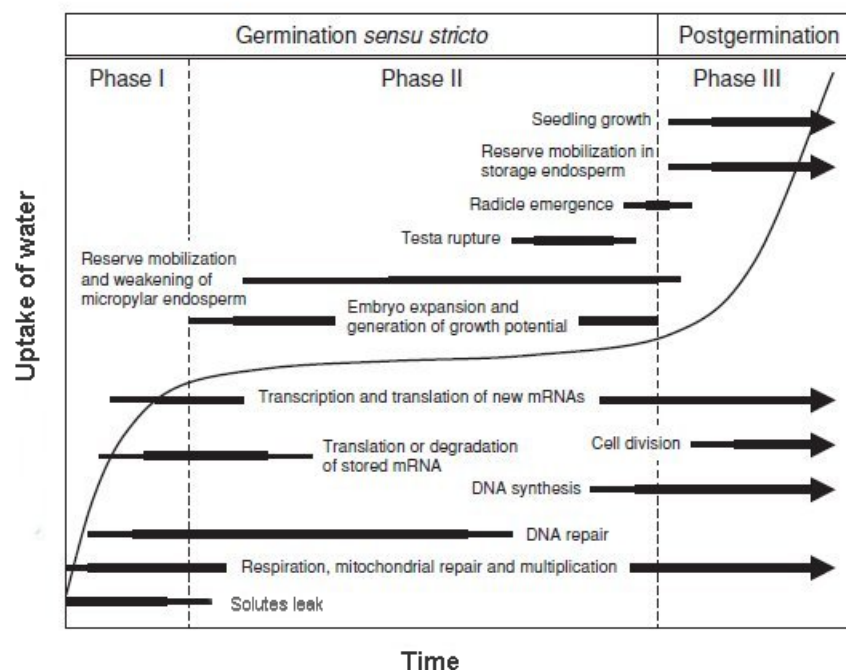 Germination sensu stricto
Postgermination
Phase I
Phase II
Phase III
Seedling growth
Reserve mobilization in
storage endosperm
Radicle emergence
Testa rupture
Reserve mobilization
and weakening of
micropylar endosperm
Embryo expansion and
generation of growth potential
Uptake of water
Transcription and translation of new mRNAs
Cell division
Translation or degradation
of stored mRNA
DNA synthesis
DNA repair
Respiration, mitochondrial repair and multiplication
Solutes leak
Time